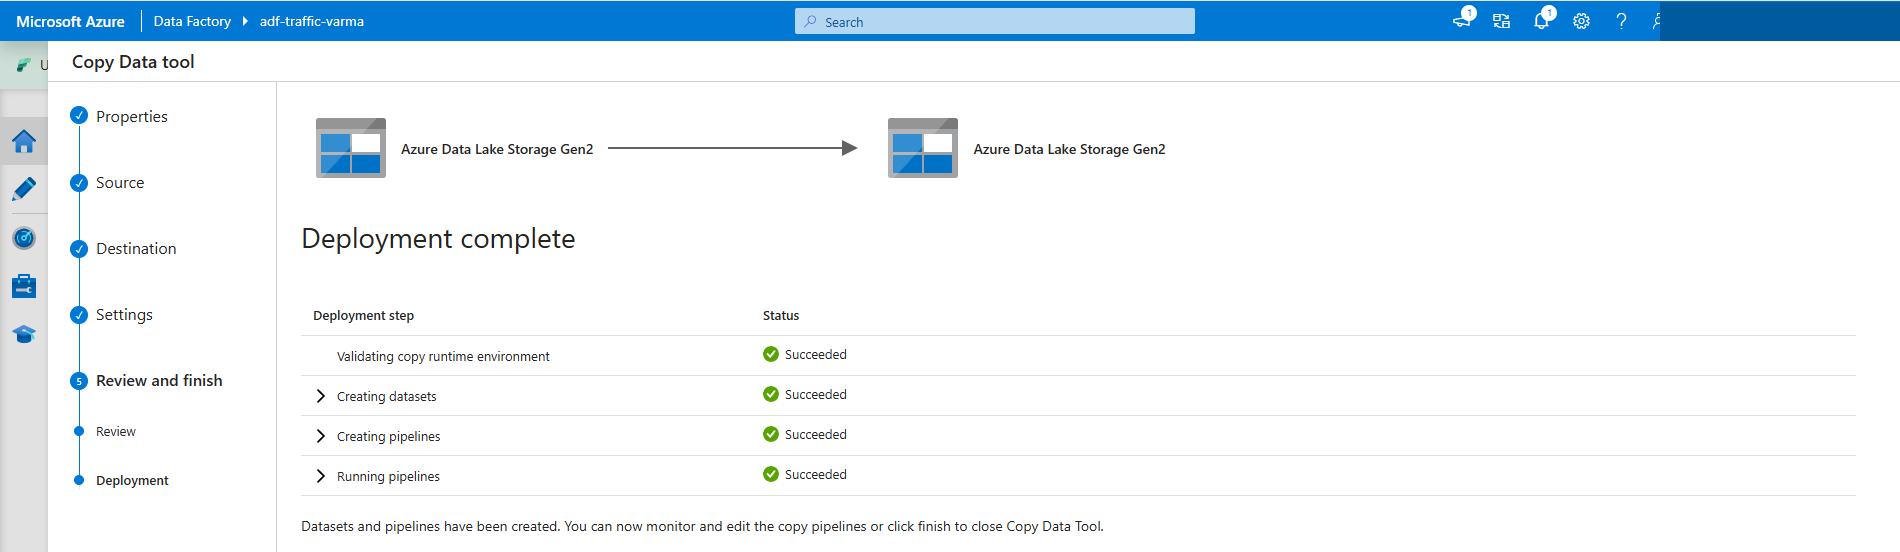 Microsoft Azure Data Factory adf-traffic-varma Search 1 1
U
Copy Data tool
Properties
Source
Destination
Settings
5 Review and finish
Review
Deployment
Azure Data Lake Storage Gen2 Azure Data Lake Storage Gen2
Deployment complete
Deployment step Status
Validating copy runtime environment Succeeded
Creating datasets Succeeded
Creating pipelines Succeeded
Running pipelines Succeeded
Datasets and pipelines have been created. You can now monitor and edit the copy pipelines or click finish to close Copy Data Tool.